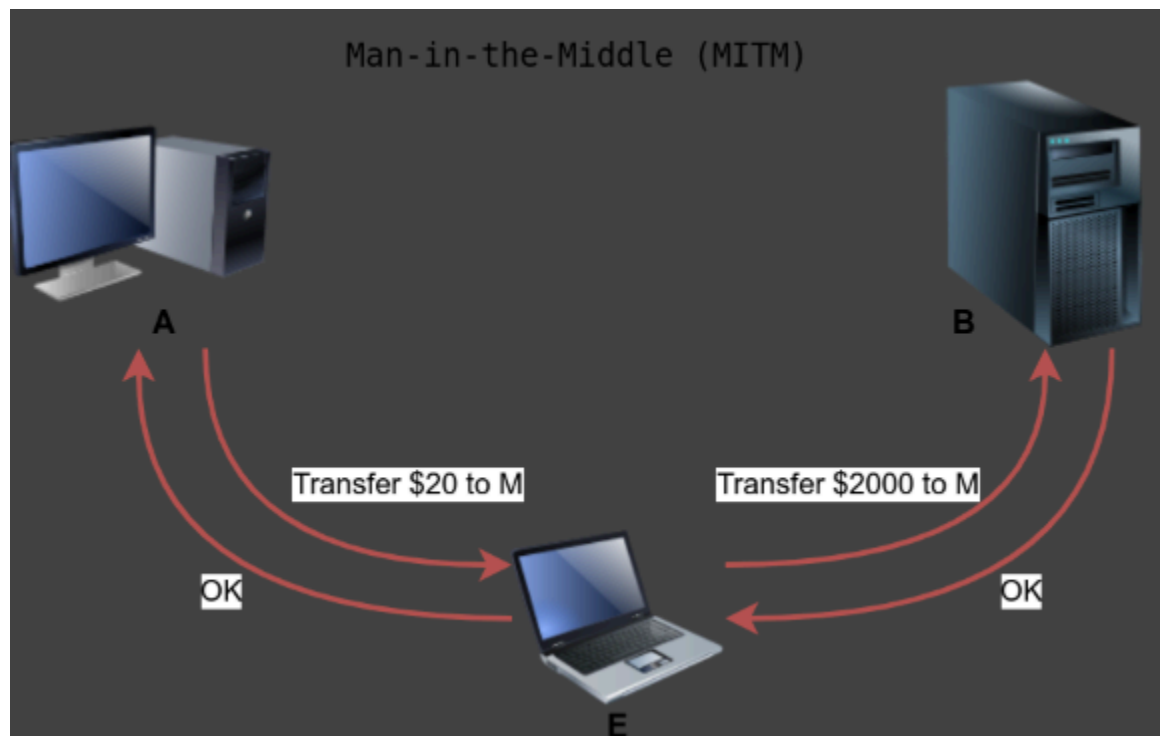 Man-in-the-Middle (MITM)
A
B
Transfer $20 to M
Transfer $2000 to M
OK
OK
E